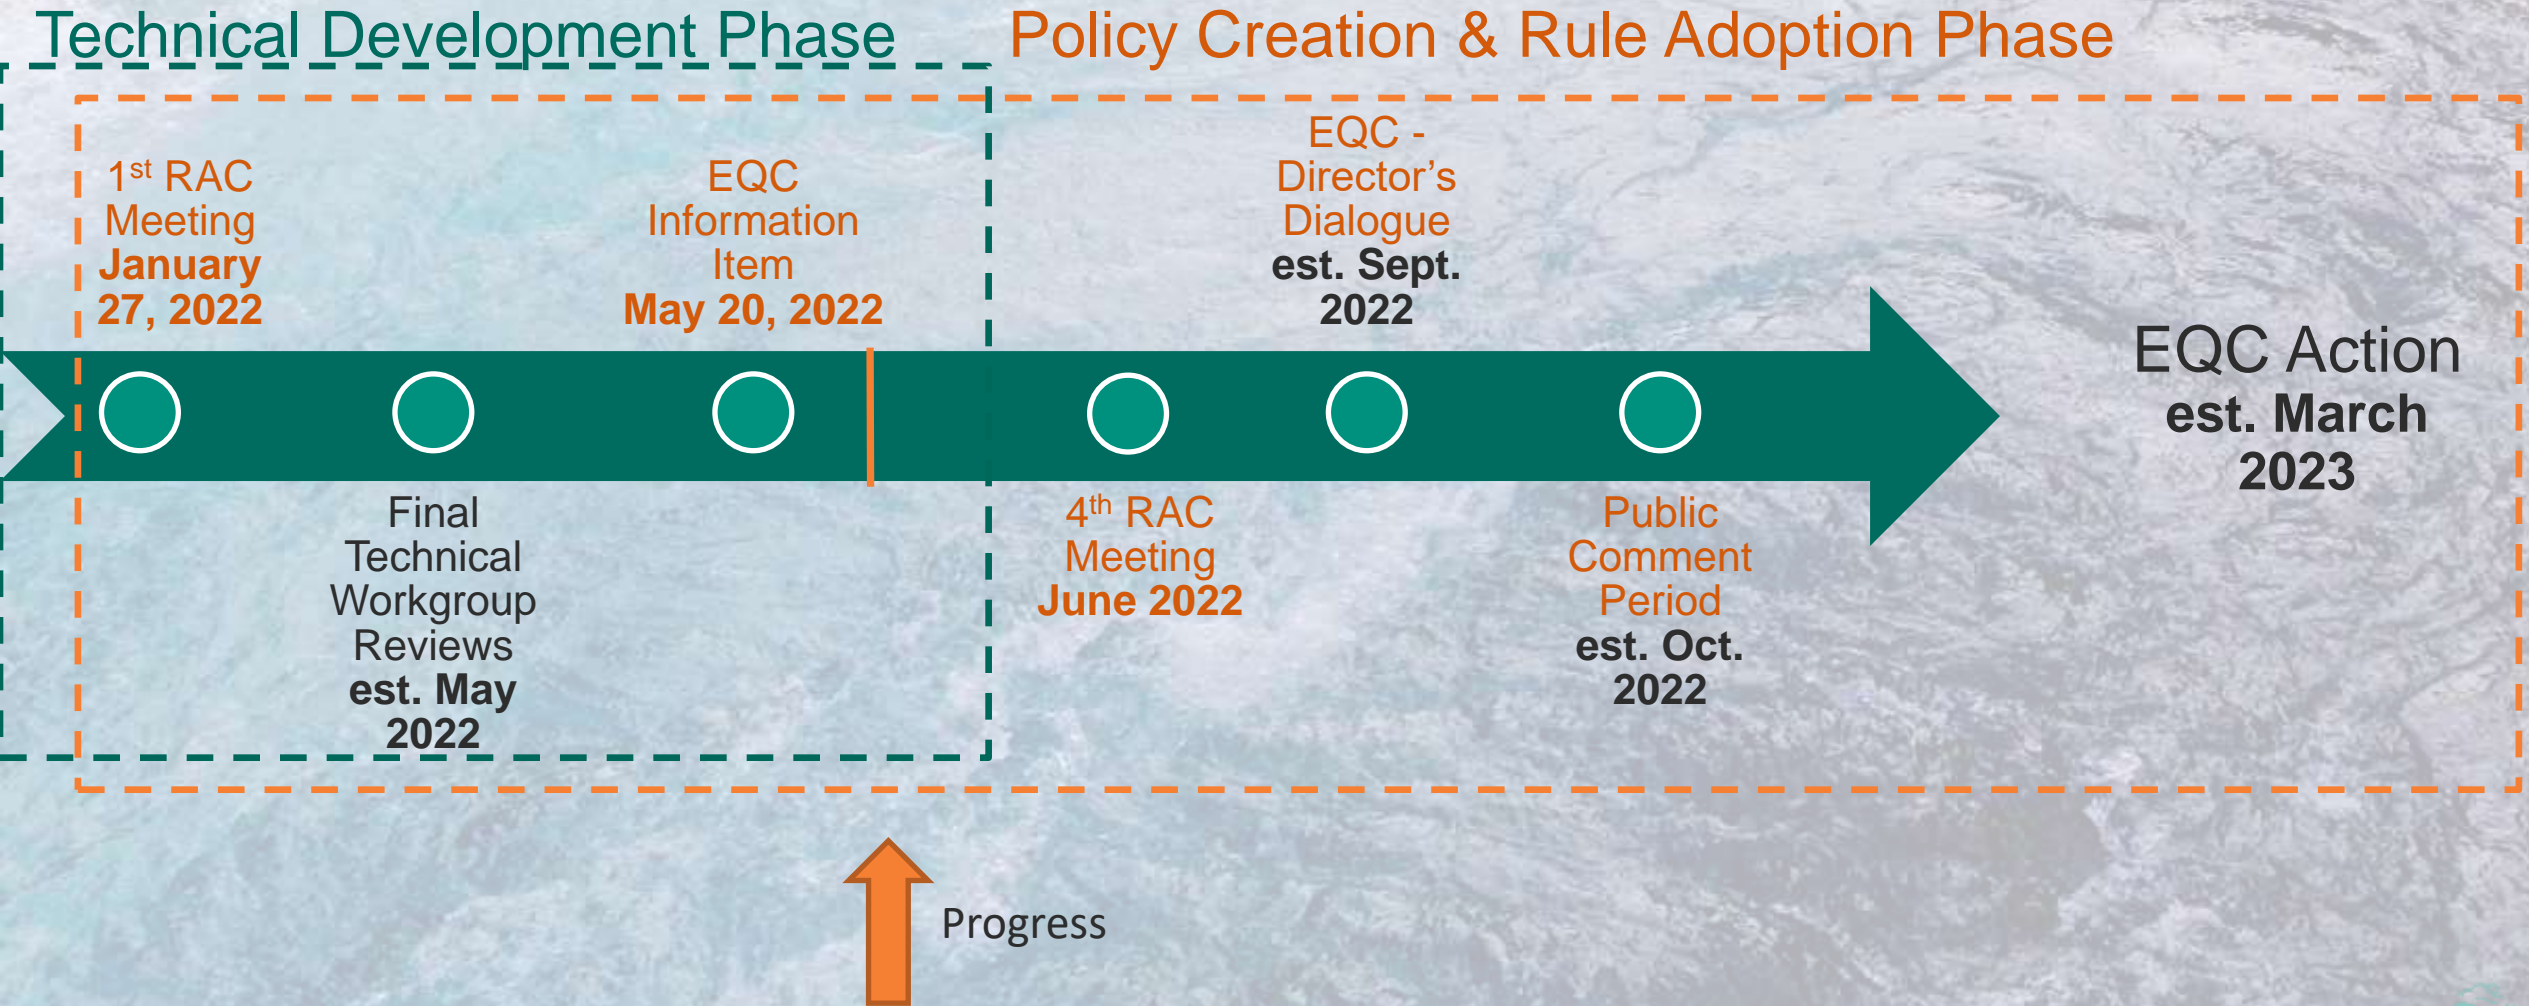 Technical Development Phase
Policy Creation & Rule Adoption Phase
1st RAC
Meeting
January
27, 2022
Final
Technical
Workgroup
Reviews
est. May
2022
EQC
Information
Item
May 20, 2022
4th RAC
Meeting
June 2022
EQC -
Director’s
Dialogue
est. Sept.
2022
Public
Comment
Period
est. Oct.
2022
EQC Action
est. March
2023
Progress